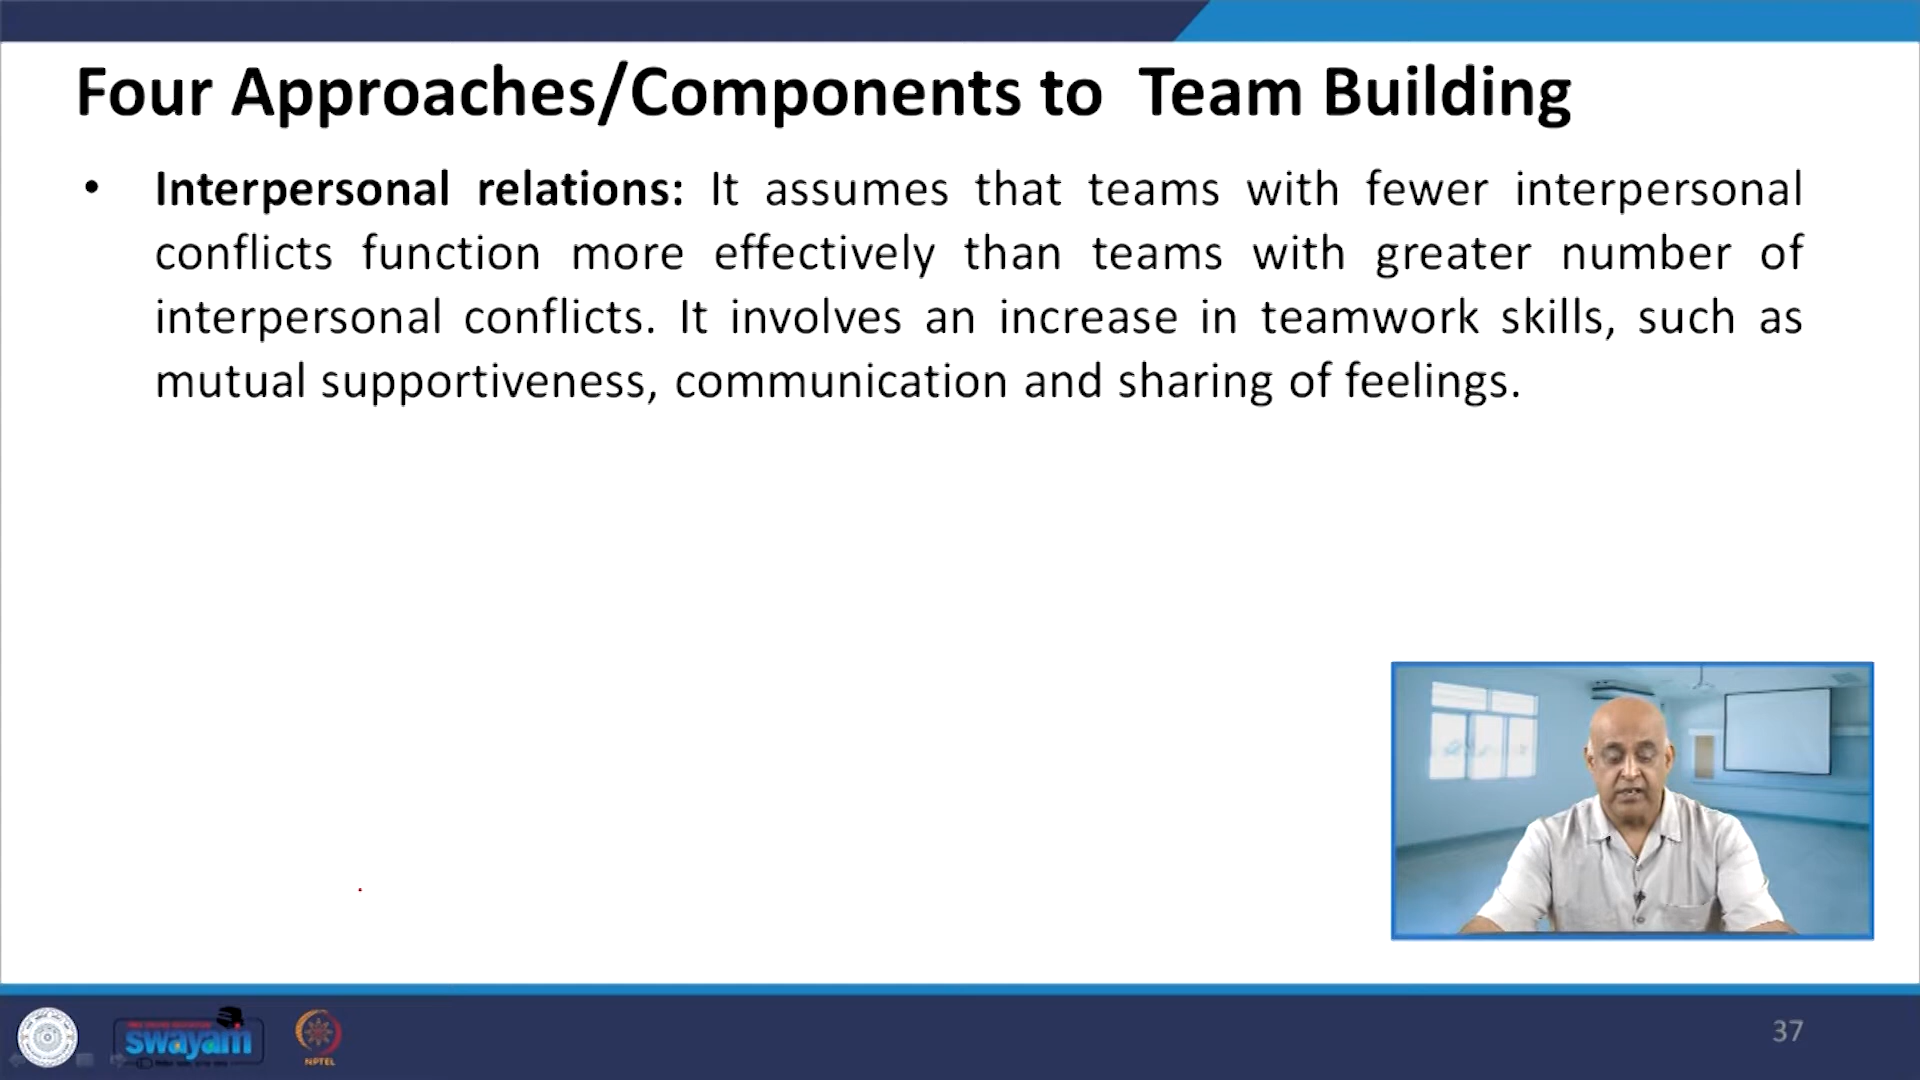 Four Approaches/Components to Team Building
• Interpersonal relations: It assumes that teams with fewer interpersonal
conflicts function more effectively than teams with greater number of
interpersonal conflicts. It involves an increase in teamwork skills, such as
mutual supportiveness, communication and sharing of feelings.
swayam
NPTEL
37